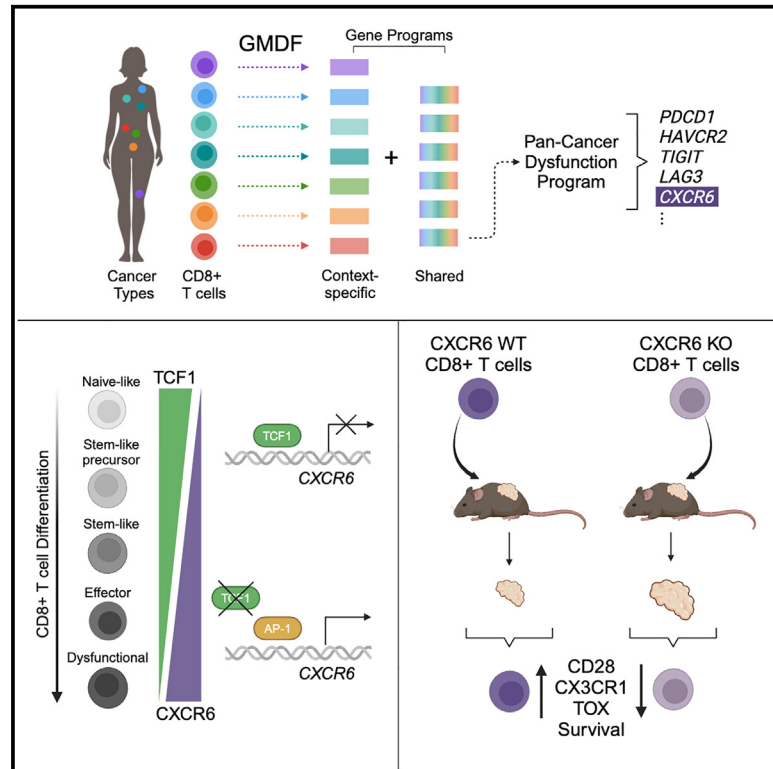 GMDF
Gene Programs
+
PDCD1
HAVCR2
TIGIT
LAG3
CXCR6
⋮
Pan-Cancer
Dysfunction
Program
Cancer
Types
CD8+
T cells
Context-
specific
Shared
CD8+ T cell Differentiation
Naive-like
Stem-like
precursor
Stem-like
Effector
Dysfunctional
TCF1
CXCR6
TCF1
CXCR6
TCF1
AP-1
CXCR6
CXCR6 WT
CD8+ T cells
CXCR6 KO
CD8+ T cells
CD28
CX3CR1
TOX
Survival